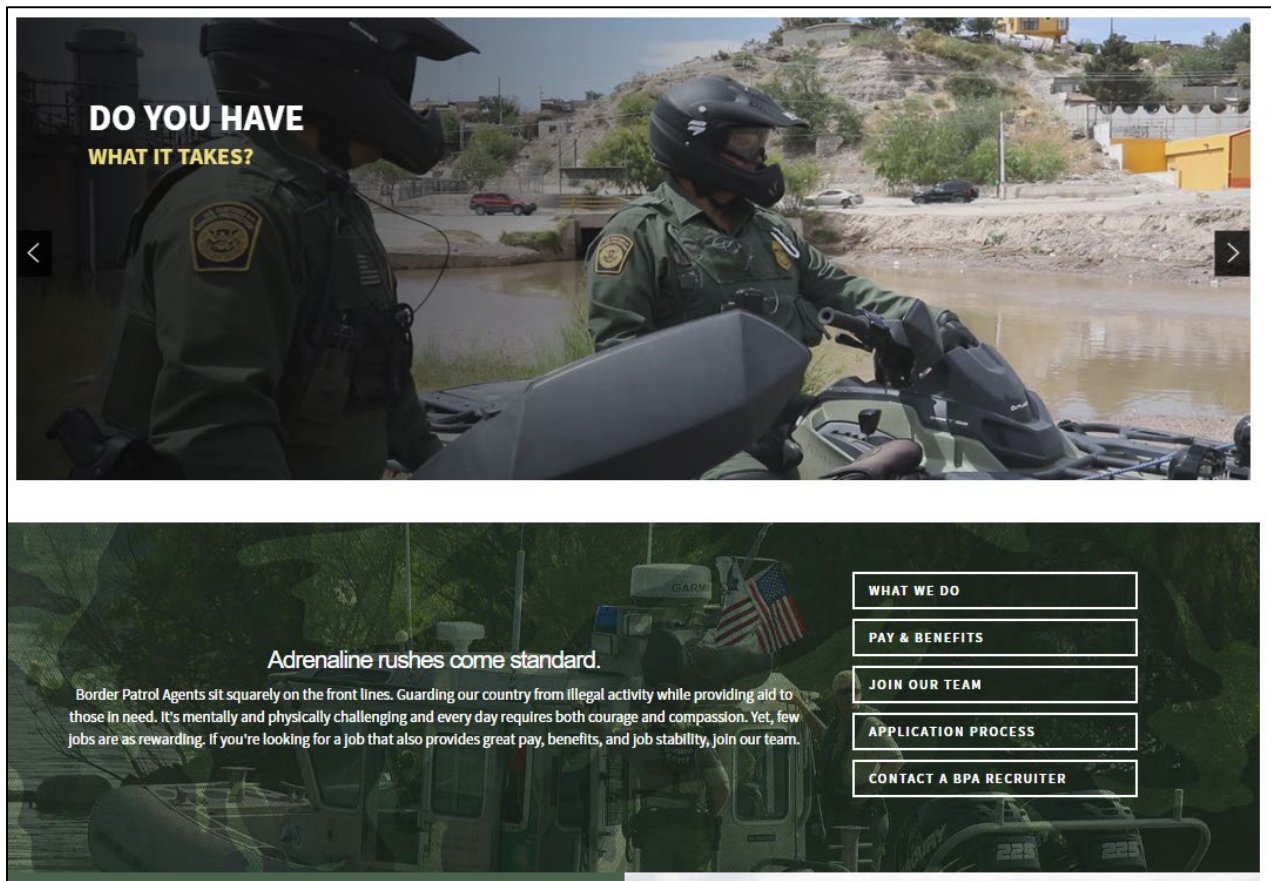 DO YOU HAVE
WHAT IT TAKES?
Adrenaline rushes come standard.
Border Patrol Agents sit squarely on the front lines. Guarding our country from illegal activity while providing aid to
those in need. It's mentally and physically challenging and every day requires both courage and compassion. Yet, few
jobs are as rewarding. If you're looking for a job that also provides great pay, benefits, and job stability, join our team.
WHAT WE DO
PAY & BENEFITS
JOIN OUR TEAM
APPLICATION PROCESS
CONTACT A BPA RECRUITER
225
225